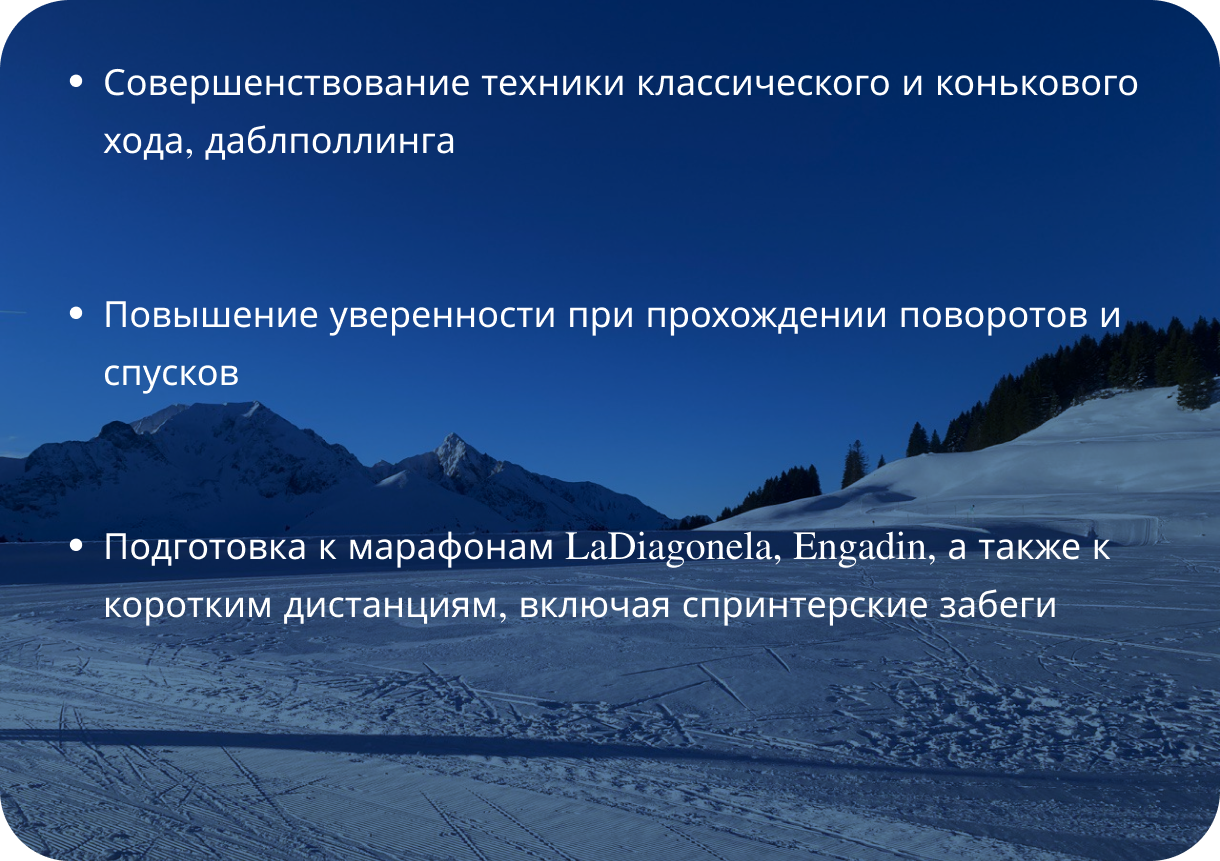 • Совершенствование техники классического и конькового
хода, даблполлинга
• Повышение уверенности при прохождении поворотов и
спусков
• Подготовка к марафонам LaDiagonela, Engadin, а также к
коротким дистанциям, включая спринтерские забеги